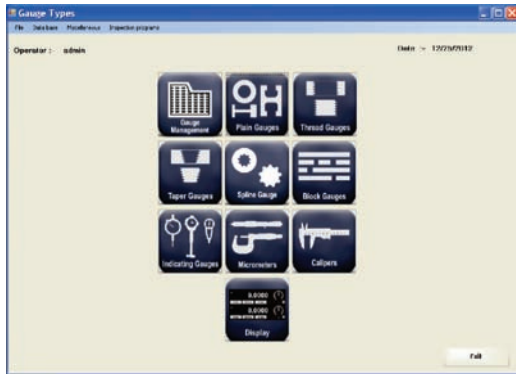 Gauge Types
File Database Miscellaneous Inspection programs
Operator :- admin
Date :- 12/25/2012
Gauge Management
Plain Gauges
Thread Gauges
Taper Gauges
Spline Gauge
Block Gauges
Indicating Gauges
Micrometers
Calipers
0.0000
0.0000
Display
Exit